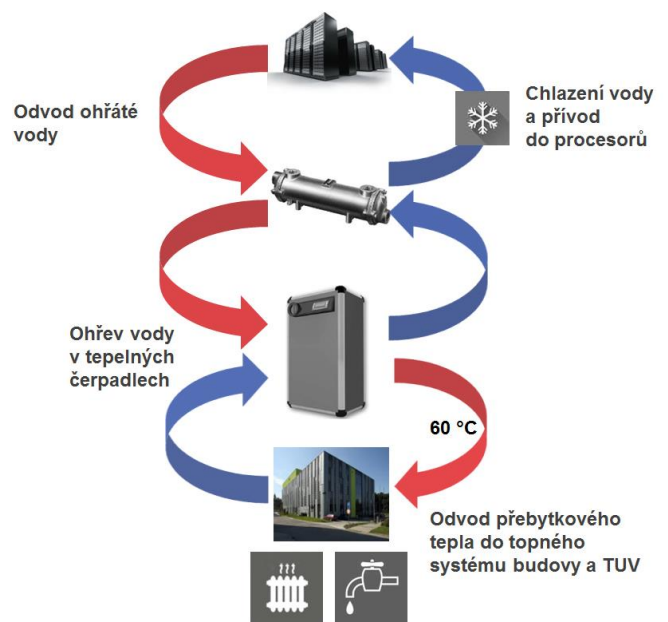 Odvod ohřáté
vody
Chlazení vody
a přívod
do procesorů
Ohřev vody
v tepelných
čerpadlech
60 °C
Odvod přebytkového
tepla do topného
systému budovy a TUV